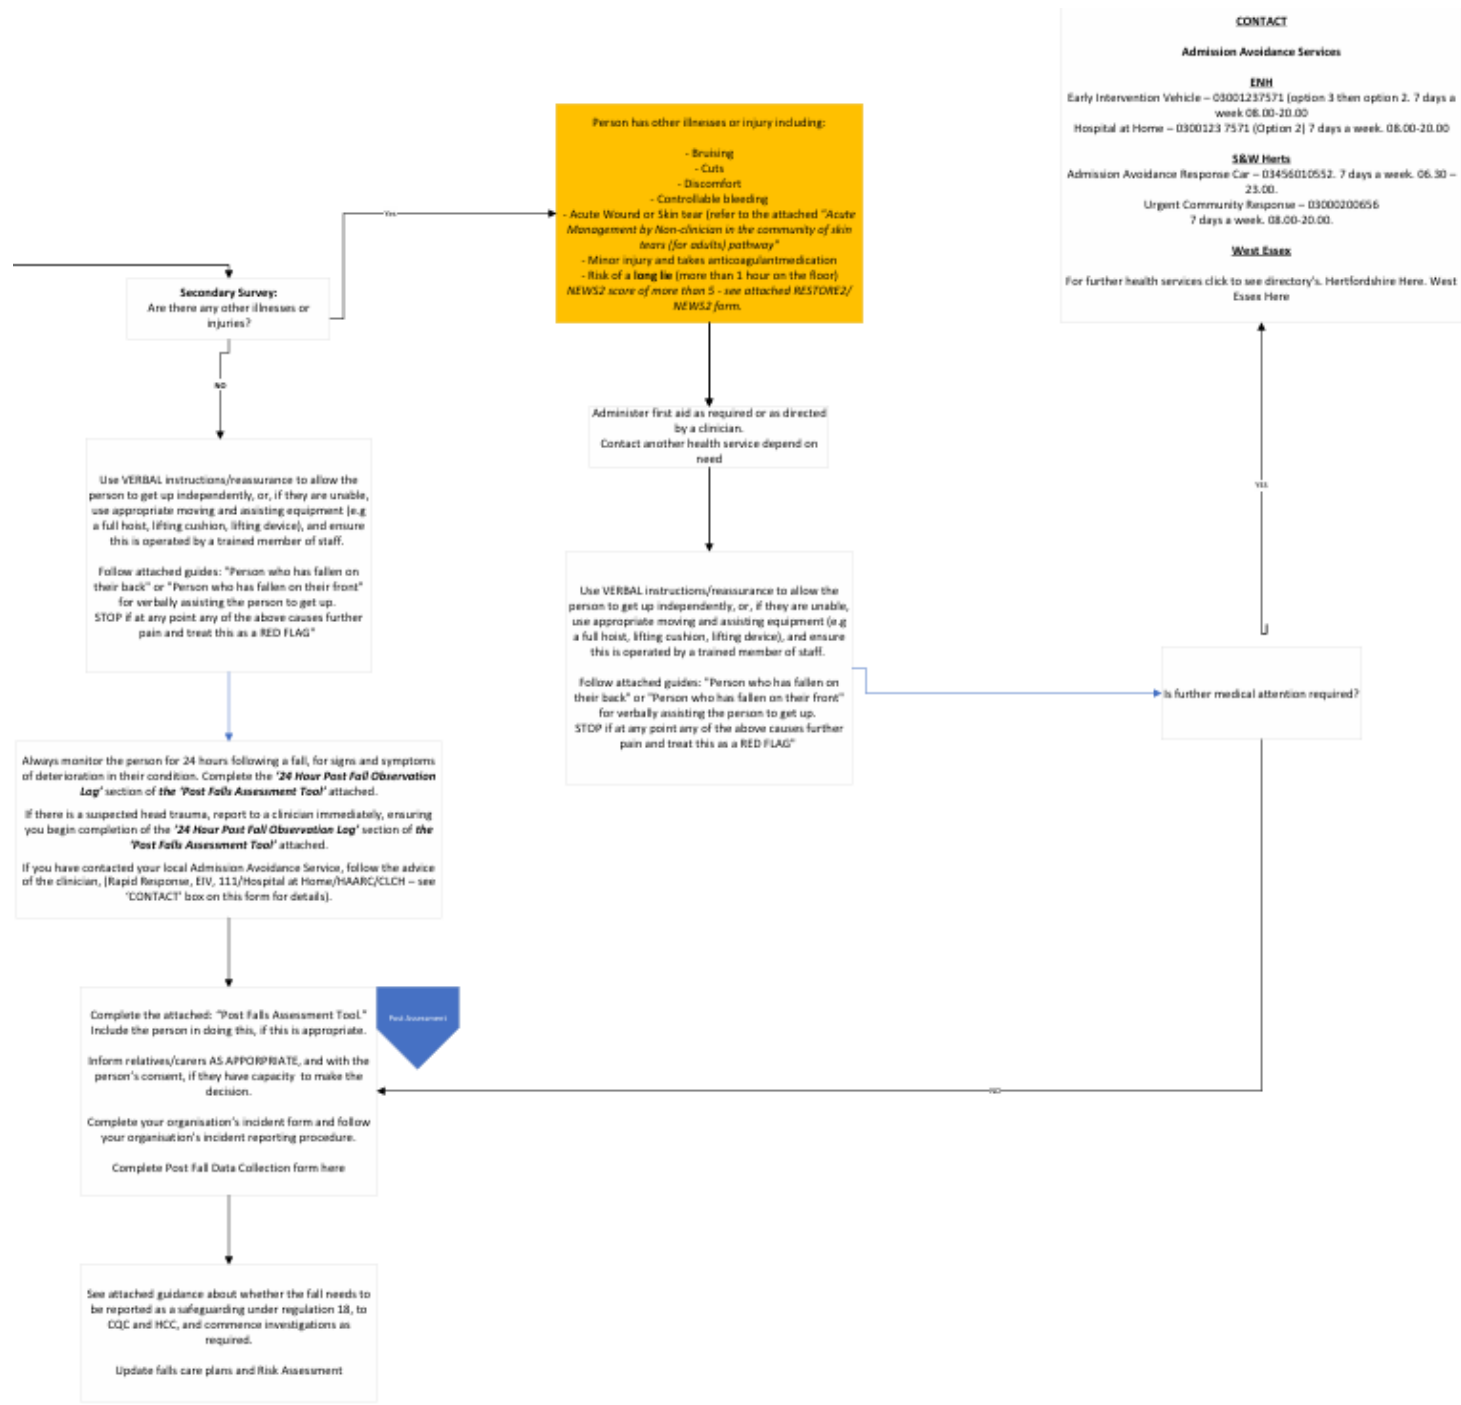 CONTACT
Admission Avoidance Services
ENH
Early Intervention Vehicle – 03001237571 (option 3 then option 2. 7 days a
week 08.00-20.00
Hospital at Home – 0300123 7571 (Option 2) 7 days a week. 08.00-20.00
S&W Herts
Admission Avoidance Response Car – 03456010552. 7 days a week. 06.30 –
23.00.
Urgent Community Response – 03000200656
7 days a week. 08.00-20.00.
West Essex
For further health services click to see directory's. Hertfordshire Here. West
Essex Here
Person has other illnesses or injury including:
- Bruising
- Cuts
- Discomfort
- Controllable bleeding
- Acute Wound or Skin tear (refer to the attached "Acute
Management by Non-clinician in the community of skin
tears (for adults) pathway"
- Minor injury and takes anticoagulantmedication
- Risk of a long lie (more than 1 hour on the floor)
NEWS2 score of more than 5 - see attached RESTORE2/
NEWS2 form.
Yes
Secondary Survey:
Are there any other illnesses or
injuries?
NO
Administer first aid as required or as directed
by a clinician.
Contact another health service depend on
need
Use VERBAL instructions/reassurance to allow the
person to get up independently, or, if they are unable,
use appropriate moving and assisting equipment (e.g
a full hoist, lifting cushion, lifting device), and ensure
this is operated by a trained member of staff.
Follow attached guides: "Person who has fallen on
their back" or "Person who has fallen on their front"
for verbally assisting the person to get up.
STOP if at any point any of the above causes further
pain and treat this as a RED FLAG"
YES
Use VERBAL instructions/reassurance to allow the
person to get up independently, or, if they are unable,
use appropriate moving and assisting equipment (e.g
a full hoist, lifting cushion, lifting device), and ensure
this is operated by a trained member of staff.
Follow attached guides: "Person who has fallen on
their back" or "Person who has fallen on their front"
for verbally assisting the person to get up.
STOP if at any point any of the above causes further
pain and treat this as a RED FLAG"
Is further medical attention required?
Always monitor the person for 24 hours following a fall, for signs and symptoms
of deterioration in their condition. Complete the '24 Hour Post Fall Observation
Log' section of the 'Post Falls Assessment Tool' attached.
If there is a suspected head trauma, report to a clinician immediately, ensuring
you begin completion of the '24 Hour Post Fall Observation Log' section of the
'Post Falls Assessment Tool' attached.
If you have contacted your local Admission Avoidance Service, follow the advice
of the clinician, (Rapid Response, EIV, 111/Hospital at Home/HAARC/CLCH – see
'CONTACT' box on this form for details).
Complete the attached: "Post Falls Assessment Tool."
Include the person in doing this, if this is appropriate.
Inform relatives/carers AS APPORPRIATE, and with the
person's consent, if they have capacity to make the
decision.
Complete your organisation's incident form and follow
your organisation's incident reporting procedure.
Complete Post Fall Data Collection form here
Post Assessment
NO
See attached guidance about whether the fall needs to
be reported as a safeguarding under regulation 18, to
CQC and HCC, and commence investigations as
required.
Update falls care plans and Risk Assessment